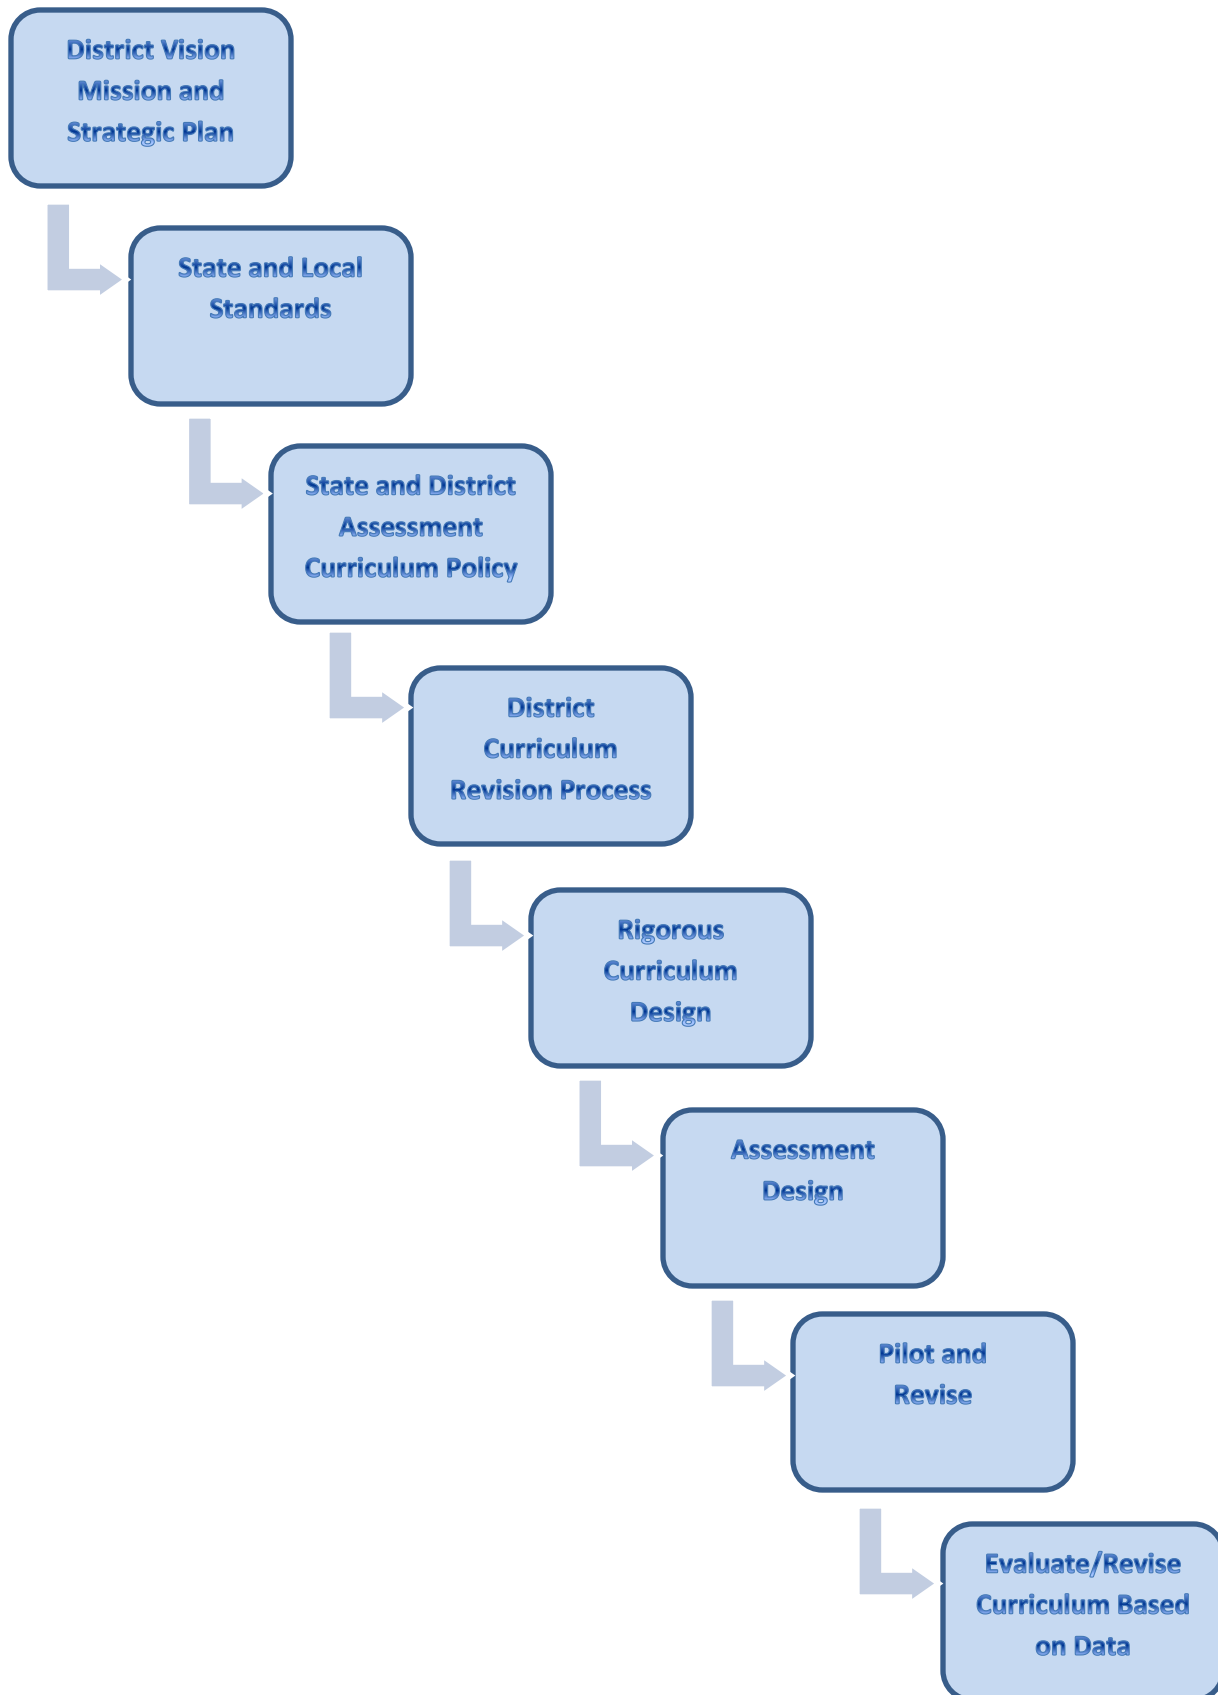 District Vision
Mission and
Strategic Plan
State and Local
Standards
State and District
Assessment
Curriculum Policy
District
Curriculum
Revision Process
Rigorous
Curriculum
Design
Assessment
Design
Pilot and
Revise
Evaluate/Revise
Curriculum Based
on Data